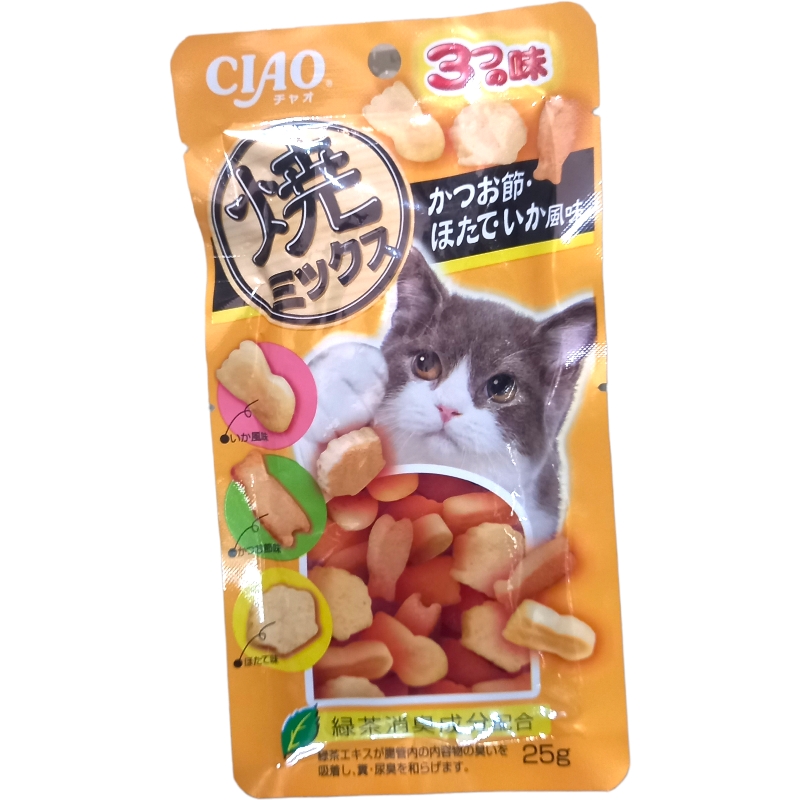 CIAO
チャオ
3つの味
焼
ミックス
かつお節・
ほたて・いか風味
●いか風味
●かつお節味
●ほたて味
緑茶消臭成分配合
緑茶エキスが腸管内の内容物の臭いを
吸着し、糞・尿臭を和らげます。
25g